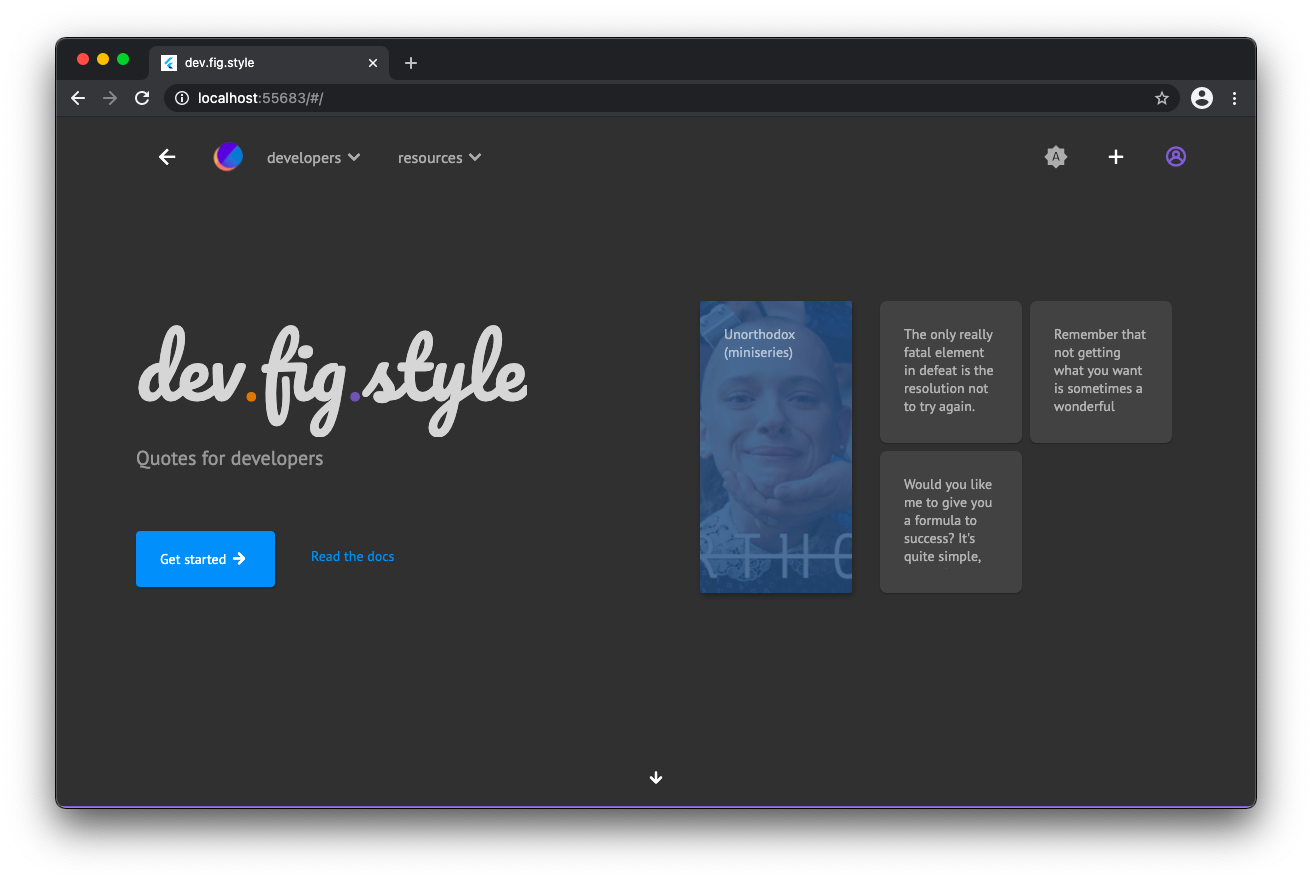 dev.fig.style
localhost:55683/#/
developers
resources
A
dev.fig.style
Quotes for developers
Get started
Read the docs
Unorthodox
(miniseries)
RTHO
The only really
fatal element
in defeat is the
resolution not
to try again.
Remember that
not getting
what you want
is sometimes a
wonderful
Would you like
me to give you
a formula to
success? It's
quite simple,